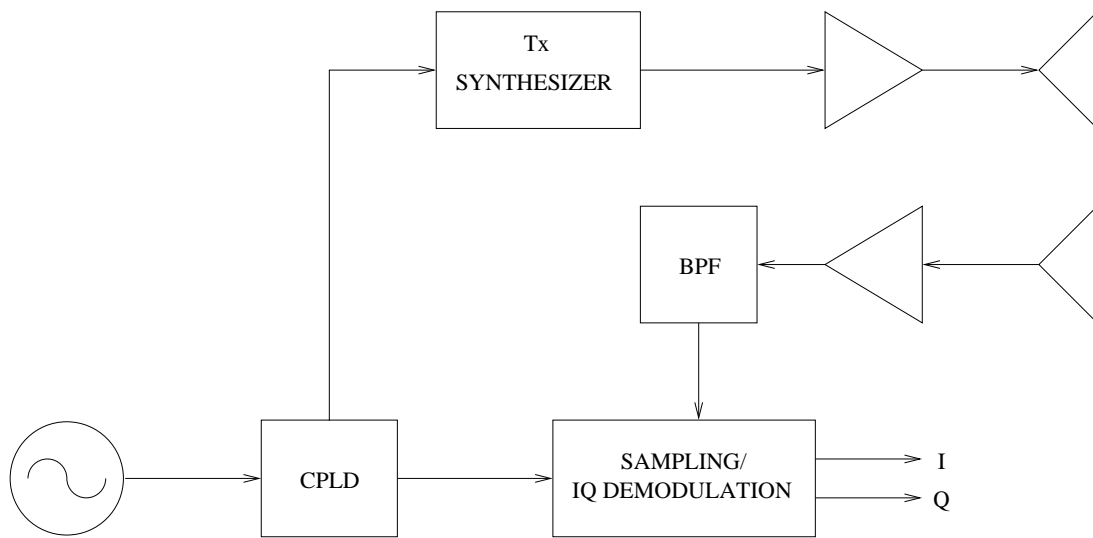 Tx
SYNTHESIZER
BPF
CPLD
SAMPLING/
IQ DEMODULATION
I
Q